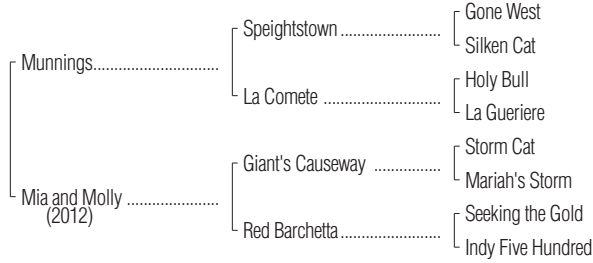 Gone West
Speightstown
Silken Cat
Munnings
Holy Bull
La Comete
La Gueriere
Storm Cat
Giant's Causeway
Mariah's Storm
Mia and Molly
(2012)
Seeking the Gold
Red Barchetta
Indy Five Hundred